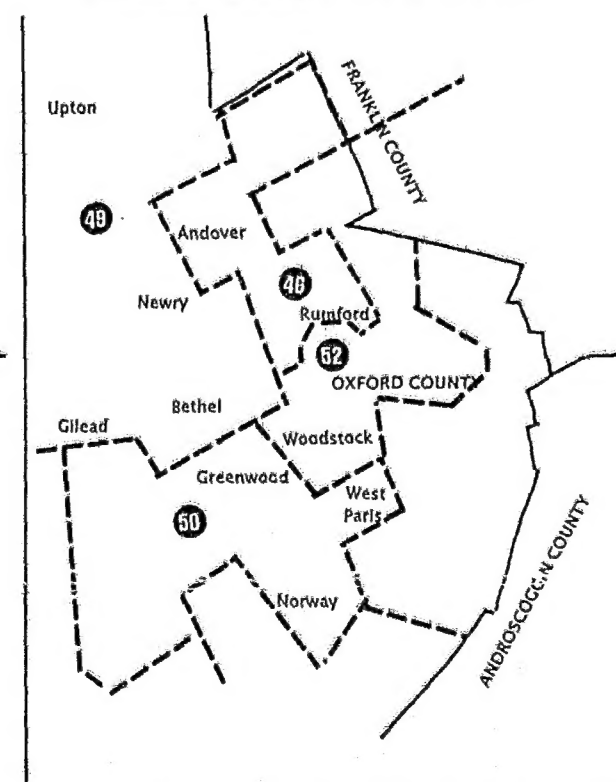 Upton
FRANKLIN COUNTY
49
Andover
46
Newry
Rumford
52
OXFORD COUNTY
Bethel
Gilead
Woodstock
Greenwood
West
Paris
50
Norway
ANDROSCOGGIN COUNTY